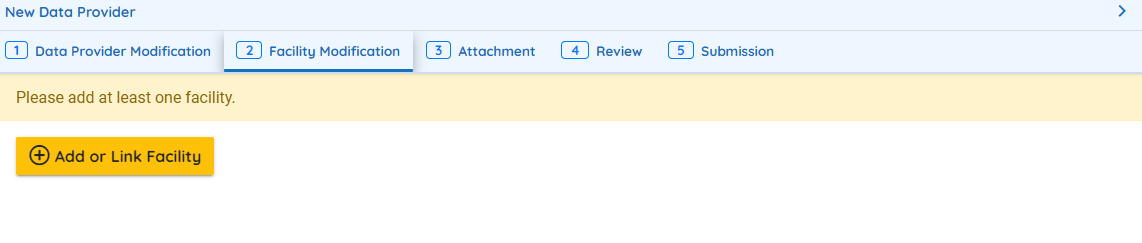 New Data Provider
1 Data Provider Modification 2 Facility Modification 3 Attachment 4 Review 5 Submission
Please add at least one facility.
Add or Link Facility